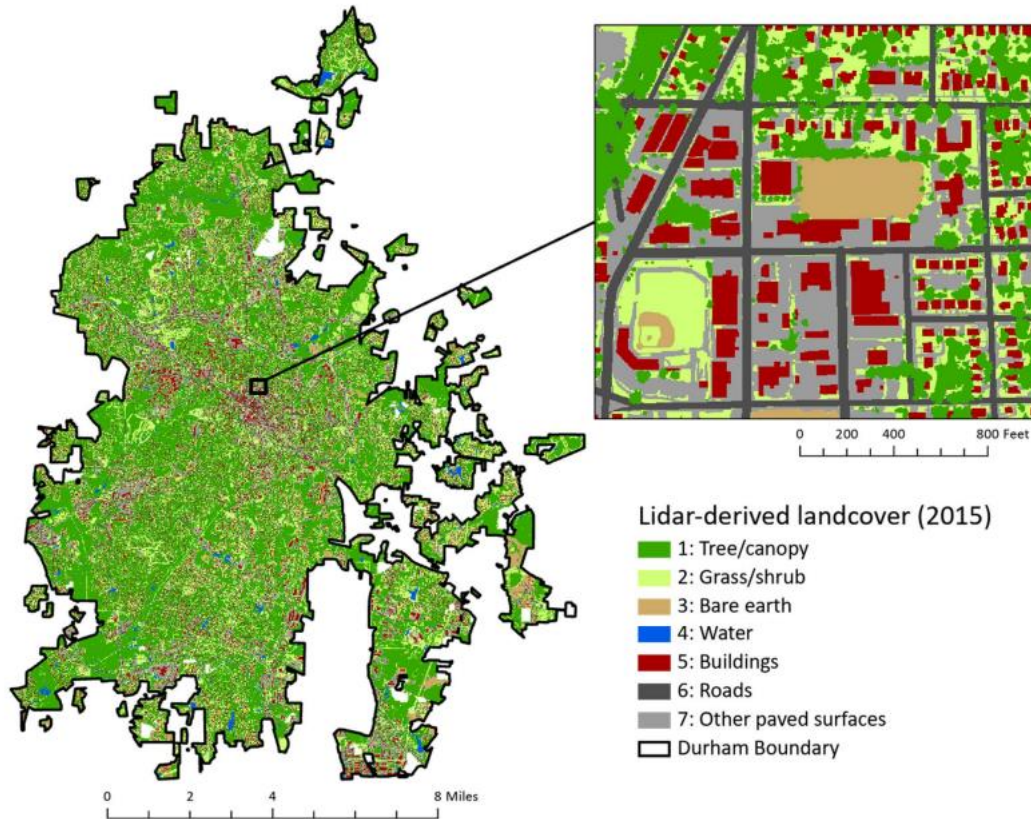 0 200 400 800 Feet
Lidar-derived landcover (2015)
1: Tree/canopy
2: Grass/shrub
3: Bare earth
4: Water
5: Buildings
6: Roads
7: Other paved surfaces
Durham Boundary
0 2 4 8 Miles